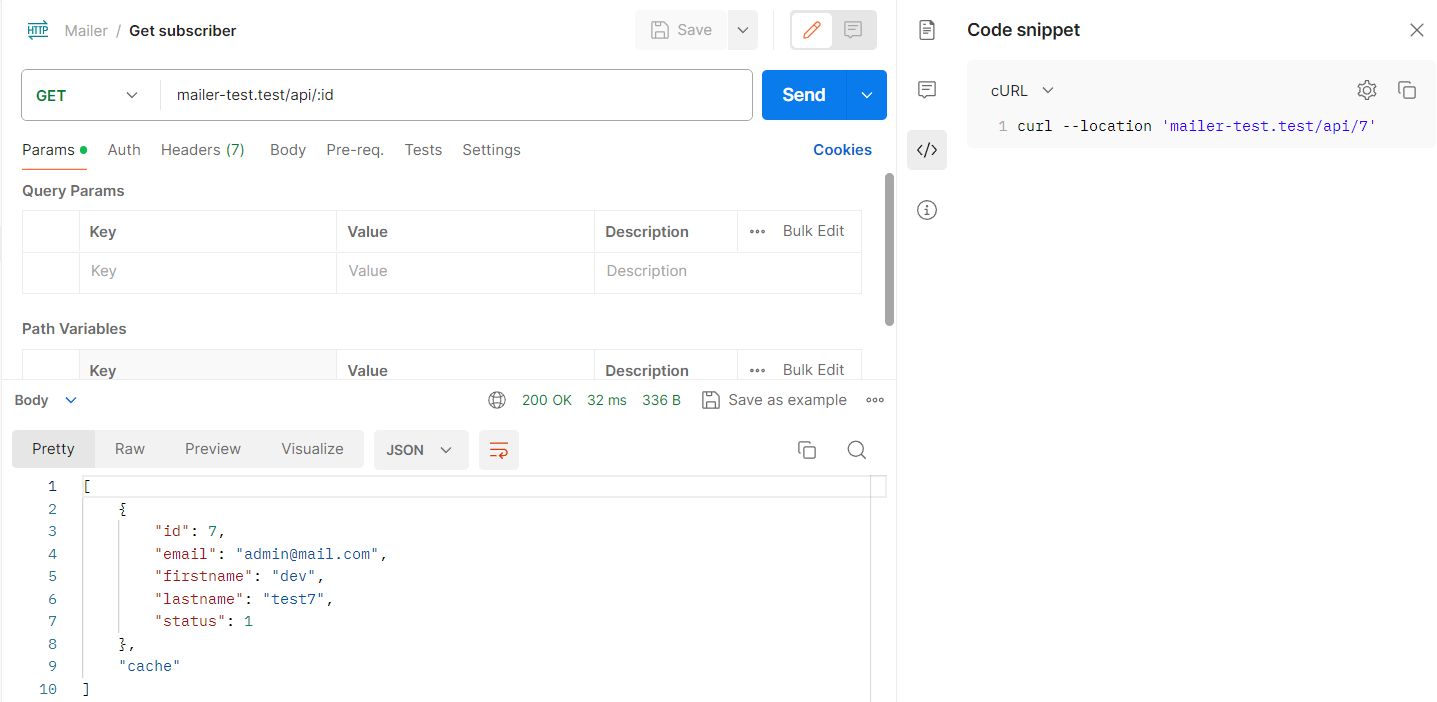 HTTP Mailer / Get subscriber
Save
GET mailer-test.test/api/:id
Send
Params Auth Headers (7) Body Pre-req. Tests Settings
Cookies
Query Params
Key Value Description ••• Bulk Edit
Key Value Description
Path Variables
Key Value Description ••• Bulk Edit
Body 200 OK 32 ms 336 B Save as example
Pretty Raw Preview Visualize JSON
1 [
2 {
3 "id": 7,
4 "email": "admin@mail.com",
5 "firstname": "dev",
6 "lastname": "test7",
7 "status": 1
8 },
9 "cache"
10 ]
Code snippet
cURL
1 curl --location 'mailer-test.test/api/7'